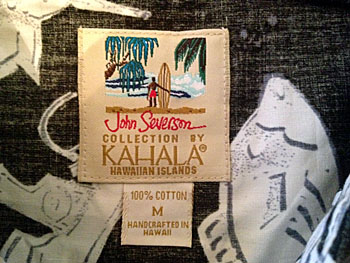 John Severson
COLLECTION BY
KAHALA®
HAWAIIAN ISLANDS
100% COTTON
M
HANDCRAFTED IN
HAWAII